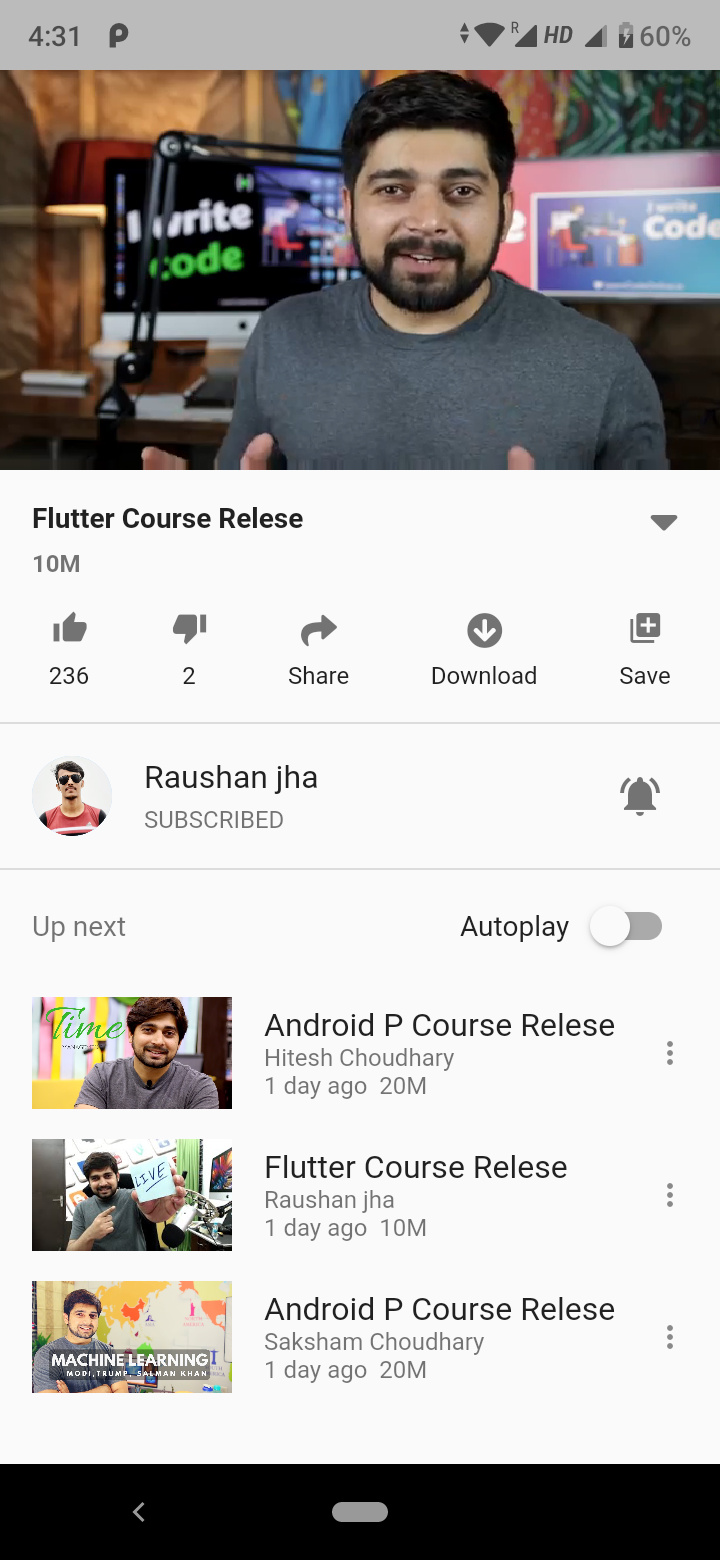 4:31
R HD 60%
I write
code
I write
Code
Flutter Course Relese
10M
236 2 Share Download Save
Raushan jha
SUBSCRIBED
Up next Autoplay
Time
Android P Course Relese
Hitesh Choudhary
1 day ago 20M
LIVE
Flutter Course Relese
Raushan jha
1 day ago 10M
MACHINE LEARNING
MODI,TRUMP, SALMAN KHAN
Android P Course Relese
Saksham Choudhary
1 day ago 20M